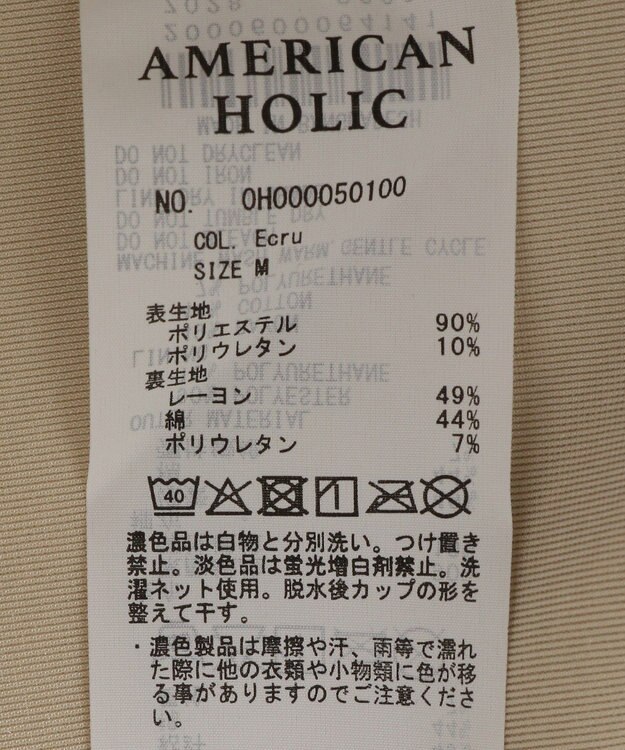 AMERICAN
HOLIC
NO. OH000050100
COL. Ecru
SIZE M
表生地
ポリエステル 90%
ポリウレタン 10%
裏生地
レーヨン 49%
綿 44%
ポリウレタン 7%
40
濃色品は白物と分別洗い。つけ置き
禁止。淡色品は蛍光増白剤禁止。洗
濯ネット使用。脱水後カップの形を
整えて干す。
・濃色製品は摩擦や汗、雨等で濡れ
た際に他の衣類や小物類に色が移
る事がありますのでご注意くださ
い。